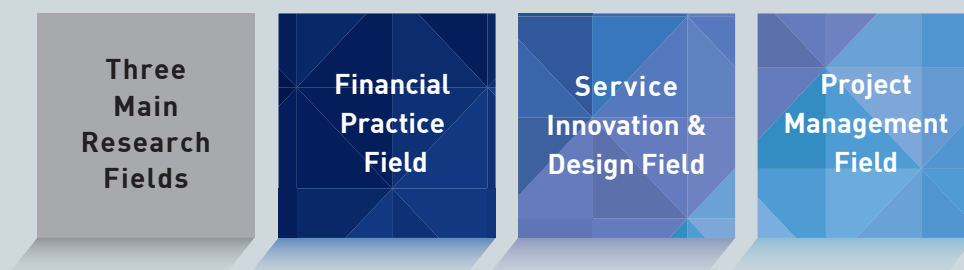 Three
Main
Research
Fields
Financial
Practice
Field
Service
Innovation &
Design Field
Project
Management
Field